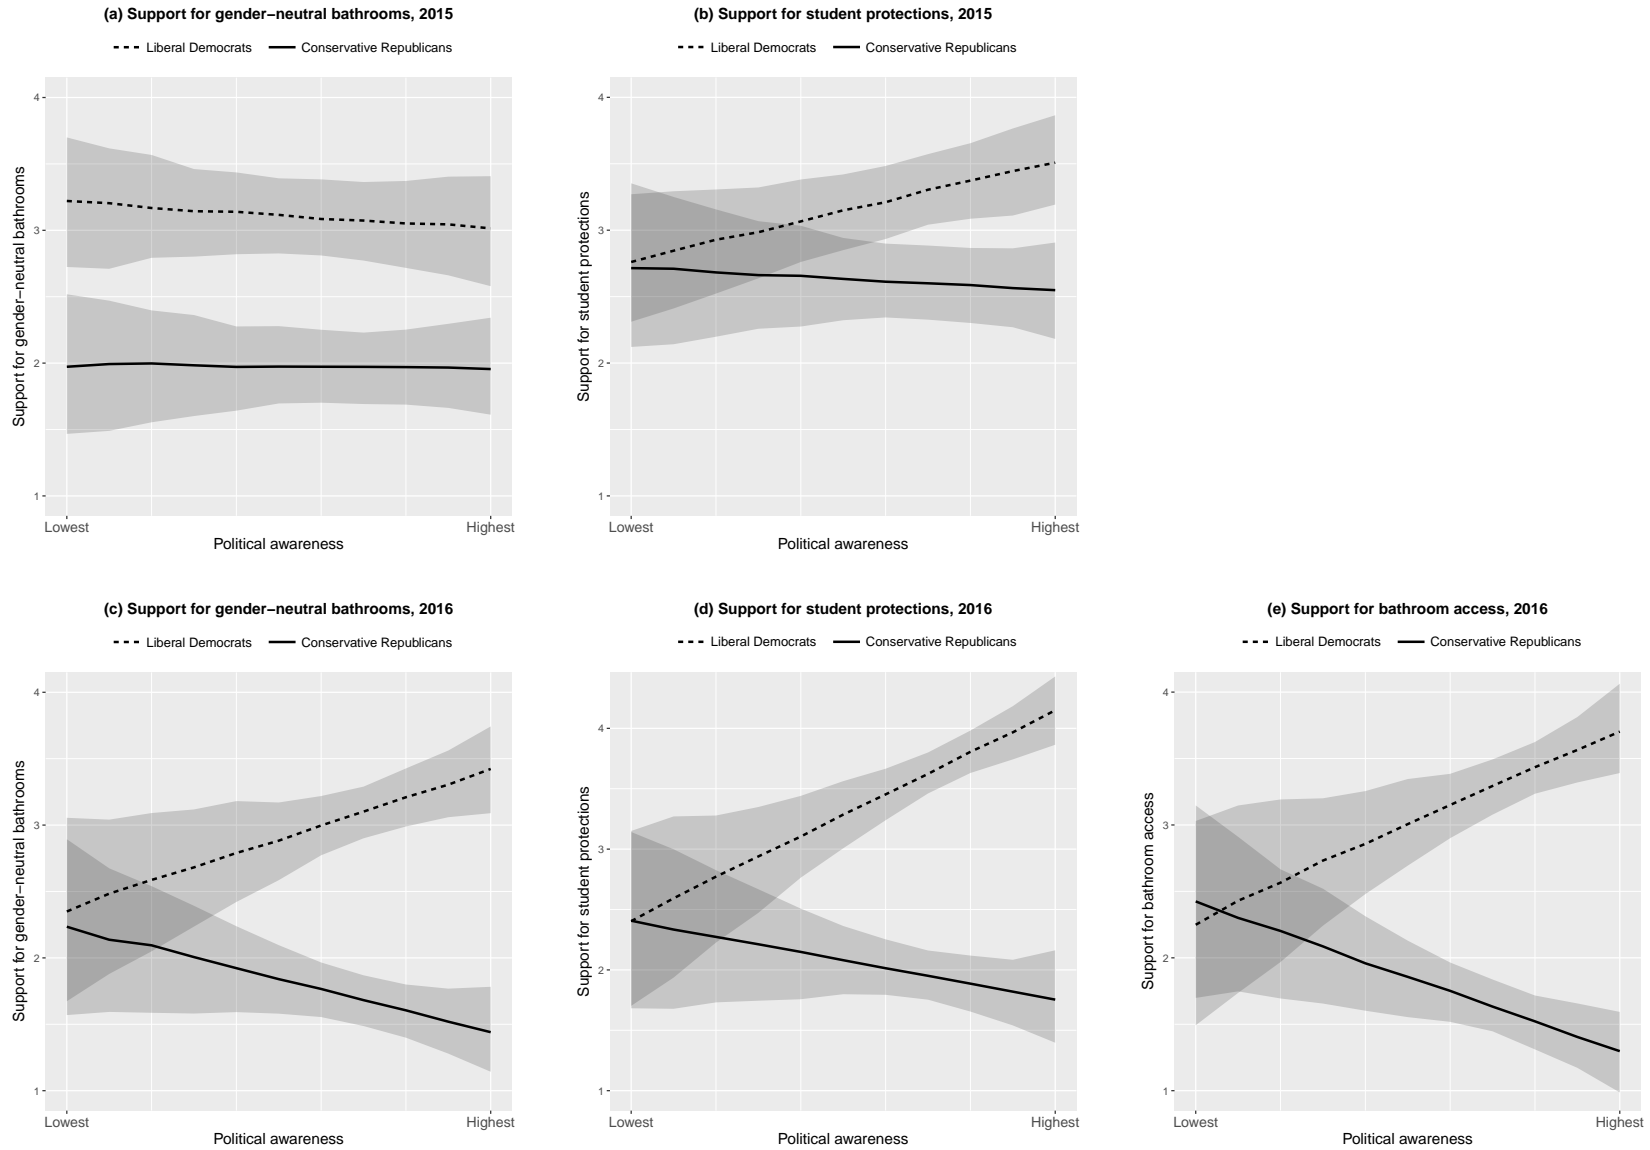 (a) Support for gender−neutral bathrooms, 2015
Liberal Democrats Conservative Republicans
Support for gender−neutral bathrooms
4
3
2
1
Lowest Highest
Political awareness
(b) Support for student protections, 2015
Liberal Democrats Conservative Republicans
Support for student protections
4
3
2
1
Lowest Highest
Political awareness
(c) Support for gender−neutral bathrooms, 2016
Liberal Democrats Conservative Republicans
Support for gender−neutral bathrooms
4
3
2
1
Lowest Highest
Political awareness
(d) Support for student protections, 2016
Liberal Democrats Conservative Republicans
Support for student protections
4
3
2
1
Lowest Highest
Political awareness
(e) Support for bathroom access, 2016
Liberal Democrats Conservative Republicans
Support for bathroom access
4
3
2
1
Lowest Highest
Political awareness